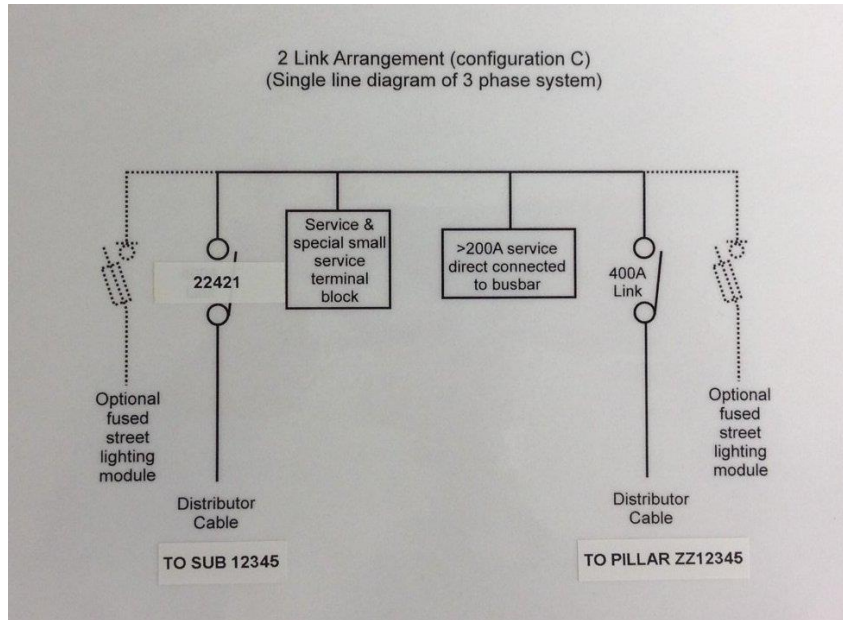 2 Link Arrangement (configuration C)
(Single line diagram of 3 phase system)
Service &
special small
service
terminal
block
>200A service
direct connected
to busbar
22421
400A
Link
Optional
fused
street
lighting
module
Optional
fused
street
lighting
module
Distributor
Cable
Distributor
Cable
TO SUB 12345
TO PILLAR ZZ12345